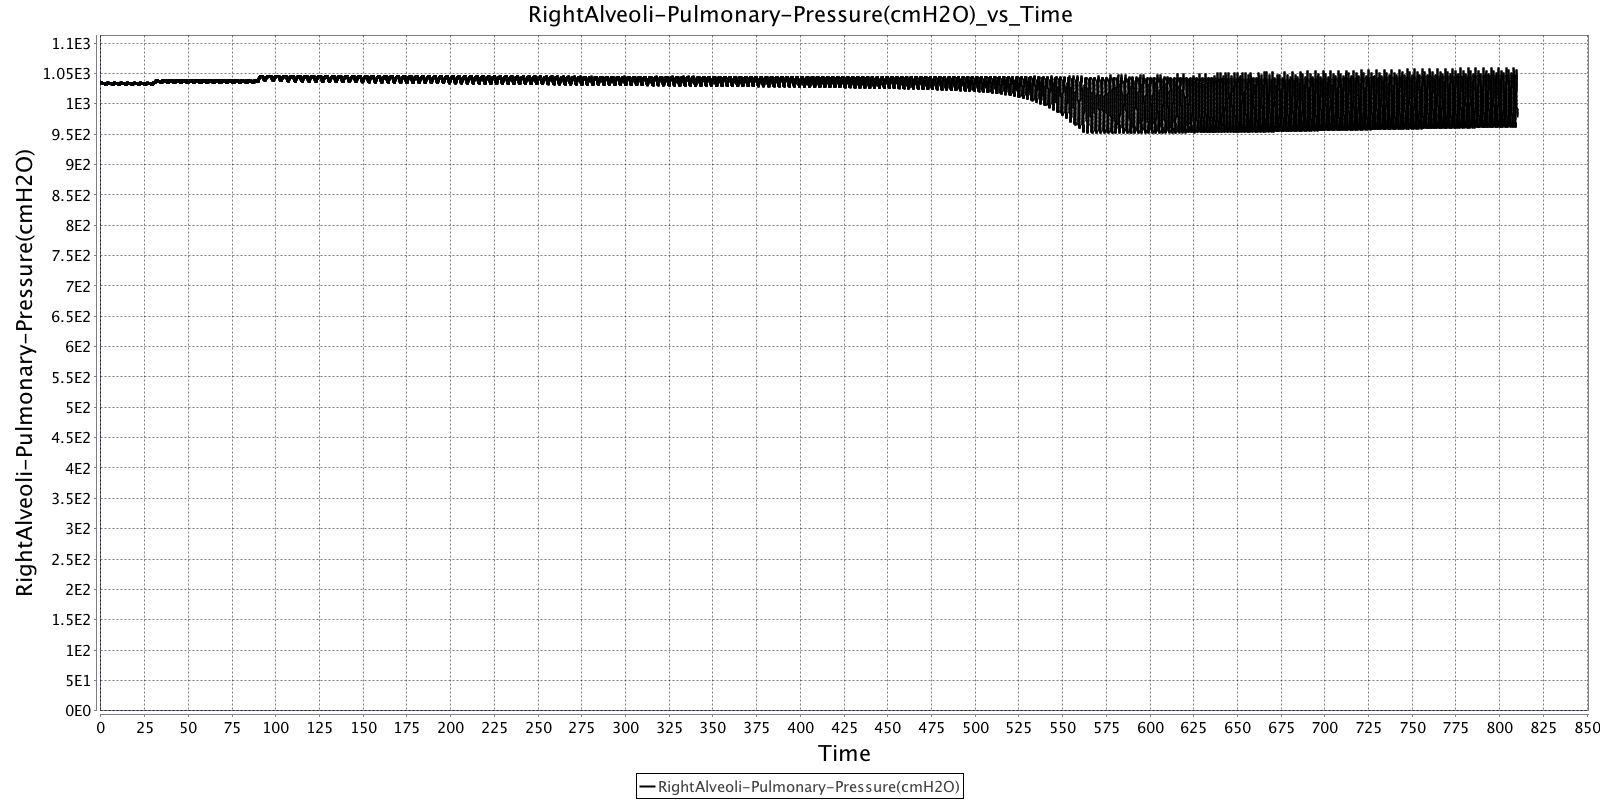 RightAlveoli-Pulmonary-Pressure(cmH2O)_vs_Time
RightAlveoli-Pulmonary-Pressure(cmH2O)
1.1E3
1.05E3
1E3
9.5E2
9E2
8.5E2
8E2
7.5E2
7E2
6.5E2
6E2
5.5E2
5E2
4.5E2
4E2
3.5E2
3E2
2.5E2
2E2
1.5E2
1E2
5E1
0E0
0 25 50 75 100 125 150 175 200 225 250 275 300 325 350 375 400 425 450 475 500 525 550 575 600 625 650 675 700 725 750 775 800 825 850
Time
RightAlveoli-Pulmonary-Pressure(cmH2O)